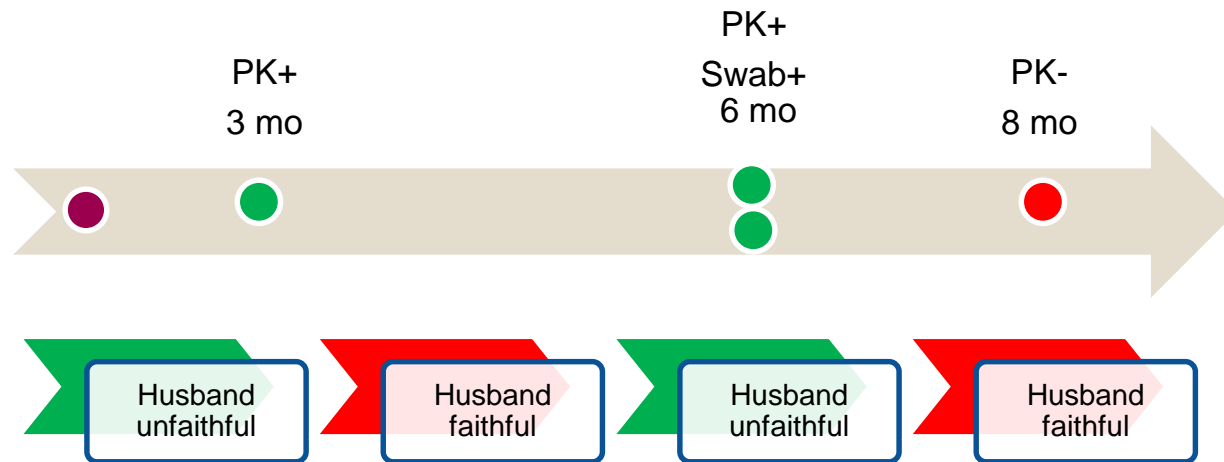 PK+
3 mo
PK+
Swab+
6 mo
PK-
8 mo
Husband
unfaithful
Husband
faithful
Husband
unfaithful
Husband
faithful